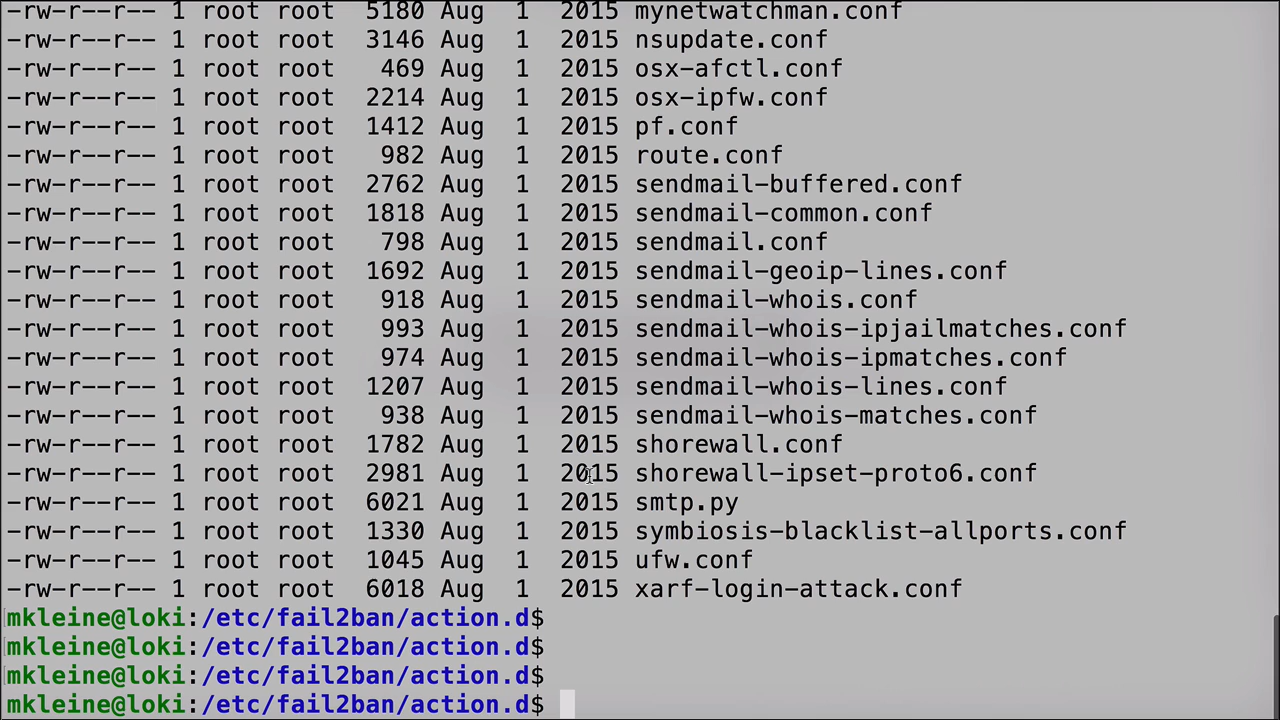 -rw-r--r-- 1 root root  5180 Aug  1  2015 mynetwatchman.conf
-rw-r--r-- 1 root root  3146 Aug  1  2015 nsupdate.conf
-rw-r--r-- 1 root root   469 Aug  1  2015 osx-afctl.conf
-rw-r--r-- 1 root root  2214 Aug  1  2015 osx-ipfw.conf
-rw-r--r-- 1 root root  1412 Aug  1  2015 pf.conf
-rw-r--r-- 1 root root   982 Aug  1  2015 route.conf
-rw-r--r-- 1 root root  2762 Aug  1  2015 sendmail-buffered.conf
-rw-r--r-- 1 root root  1818 Aug  1  2015 sendmail-common.conf
-rw-r--r-- 1 root root   798 Aug  1  2015 sendmail.conf
-rw-r--r-- 1 root root  1692 Aug  1  2015 sendmail-geoip-lines.conf
-rw-r--r-- 1 root root   918 Aug  1  2015 sendmail-whois.conf
-rw-r--r-- 1 root root   993 Aug  1  2015 sendmail-whois-ipjailmatches.conf
-rw-r--r-- 1 root root   974 Aug  1  2015 sendmail-whois-ipmatches.conf
-rw-r--r-- 1 root root  1207 Aug  1  2015 sendmail-whois-lines.conf
-rw-r--r-- 1 root root   938 Aug  1  2015 sendmail-whois-matches.conf
-rw-r--r-- 1 root root  1782 Aug  1  2015 shorewall.conf
-rw-r--r-- 1 root root  2981 Aug  1  2015 shorewall-ipset-proto6.conf
-rw-r--r-- 1 root root  6021 Aug  1  2015 smtp.py
-rw-r--r-- 1 root root  1330 Aug  1  2015 symbiosis-blacklist-allports.conf
-rw-r--r-- 1 root root  1045 Aug  1  2015 ufw.conf
-rw-r--r-- 1 root root  6018 Aug  1  2015 xarf-login-attack.conf
mkleine@loki:/etc/fail2ban/action.d$
mkleine@loki:/etc/fail2ban/action.d$
mkleine@loki:/etc/fail2ban/action.d$
mkleine@loki:/etc/fail2ban/action.d$